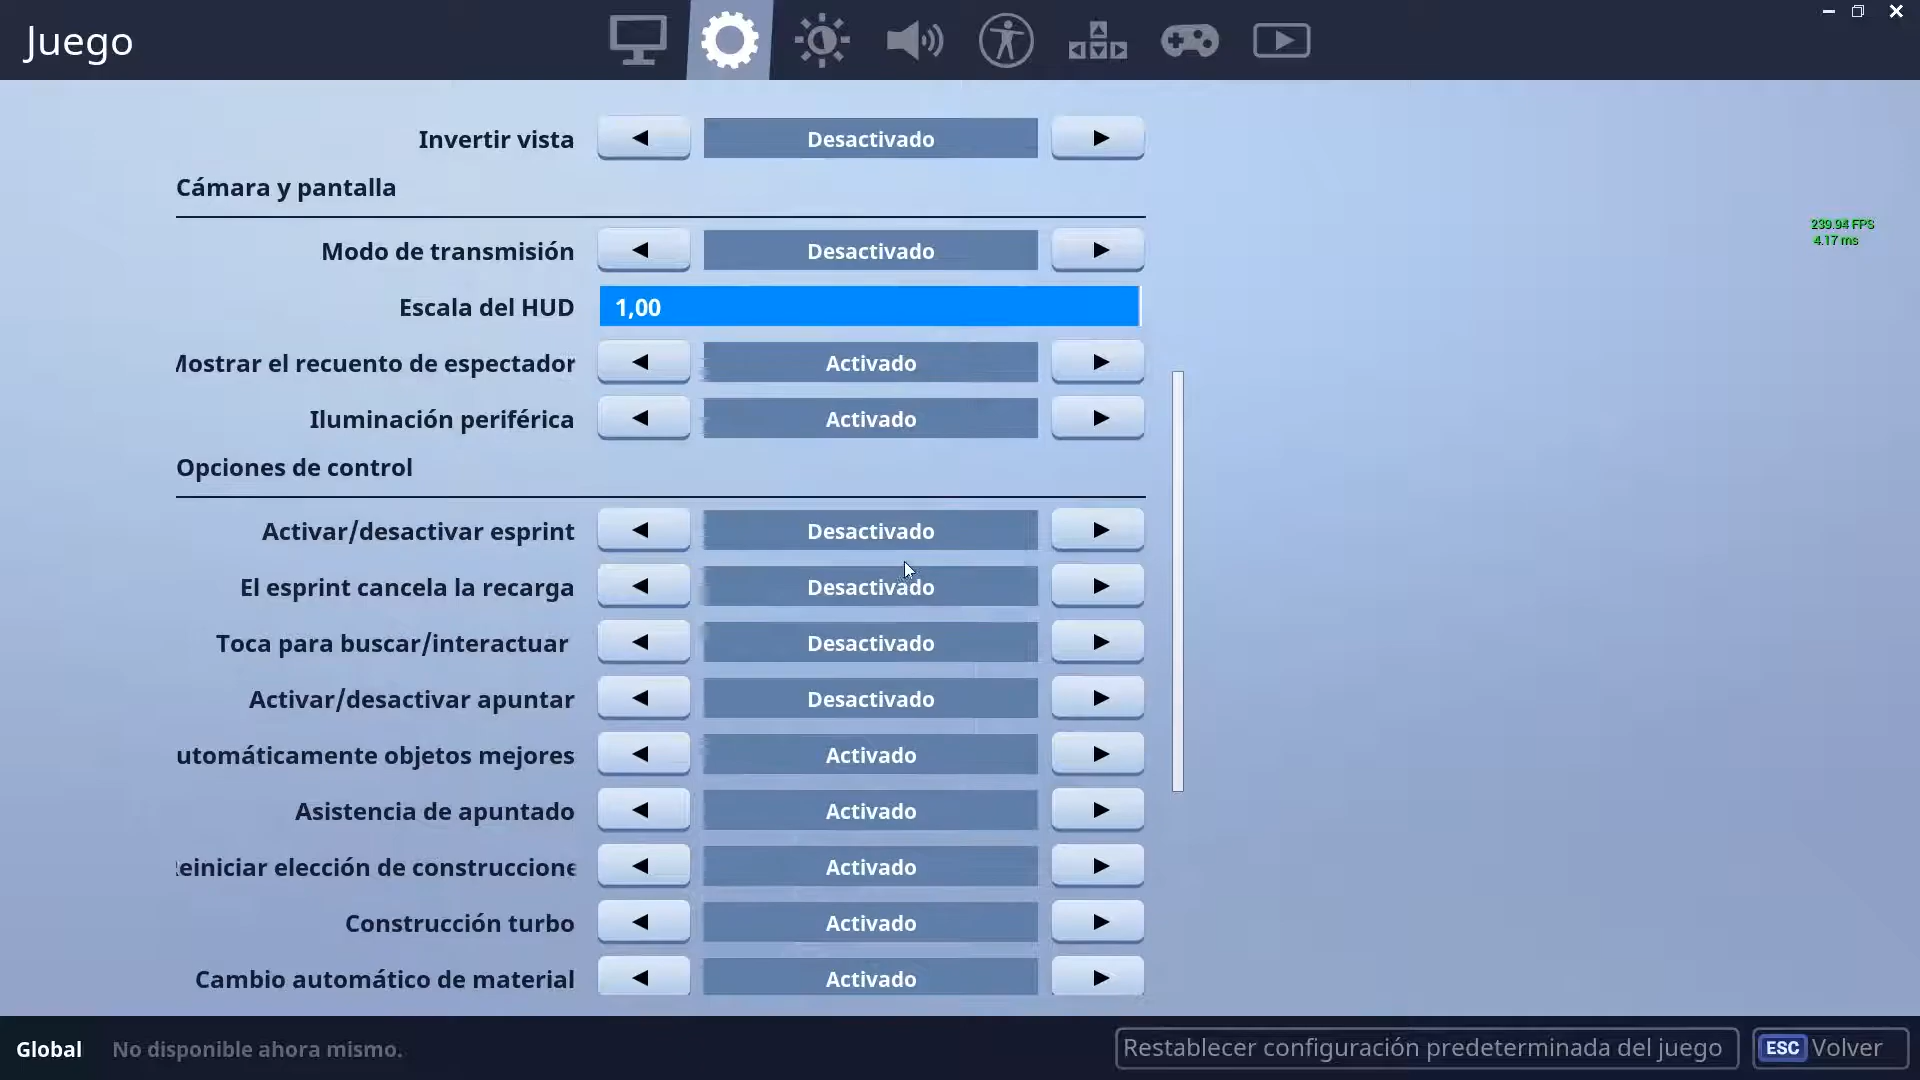 Juego
Invertir vista Desactivado
Cámara y pantalla
239.94 FPS
4.17 ms
Modo de transmisión Desactivado
Escala del HUD 1,00
Mostrar el recuento de espectador Activado
Iluminación periférica Activado
Opciones de control
Activar/desactivar esprint Desactivado
El esprint cancela la recarga Desactivado
Toca para buscar/interactuar Desactivado
Activar/desactivar apuntar Desactivado
utomáticamente objetos mejores Activado
Asistencia de apuntado Activado
Reiniciar elección de construccione Activado
Construcción turbo Activado
Cambio automático de material Activado
Global No disponible ahora mismo. Restablecer configuración predeterminada del juego ESC Volver